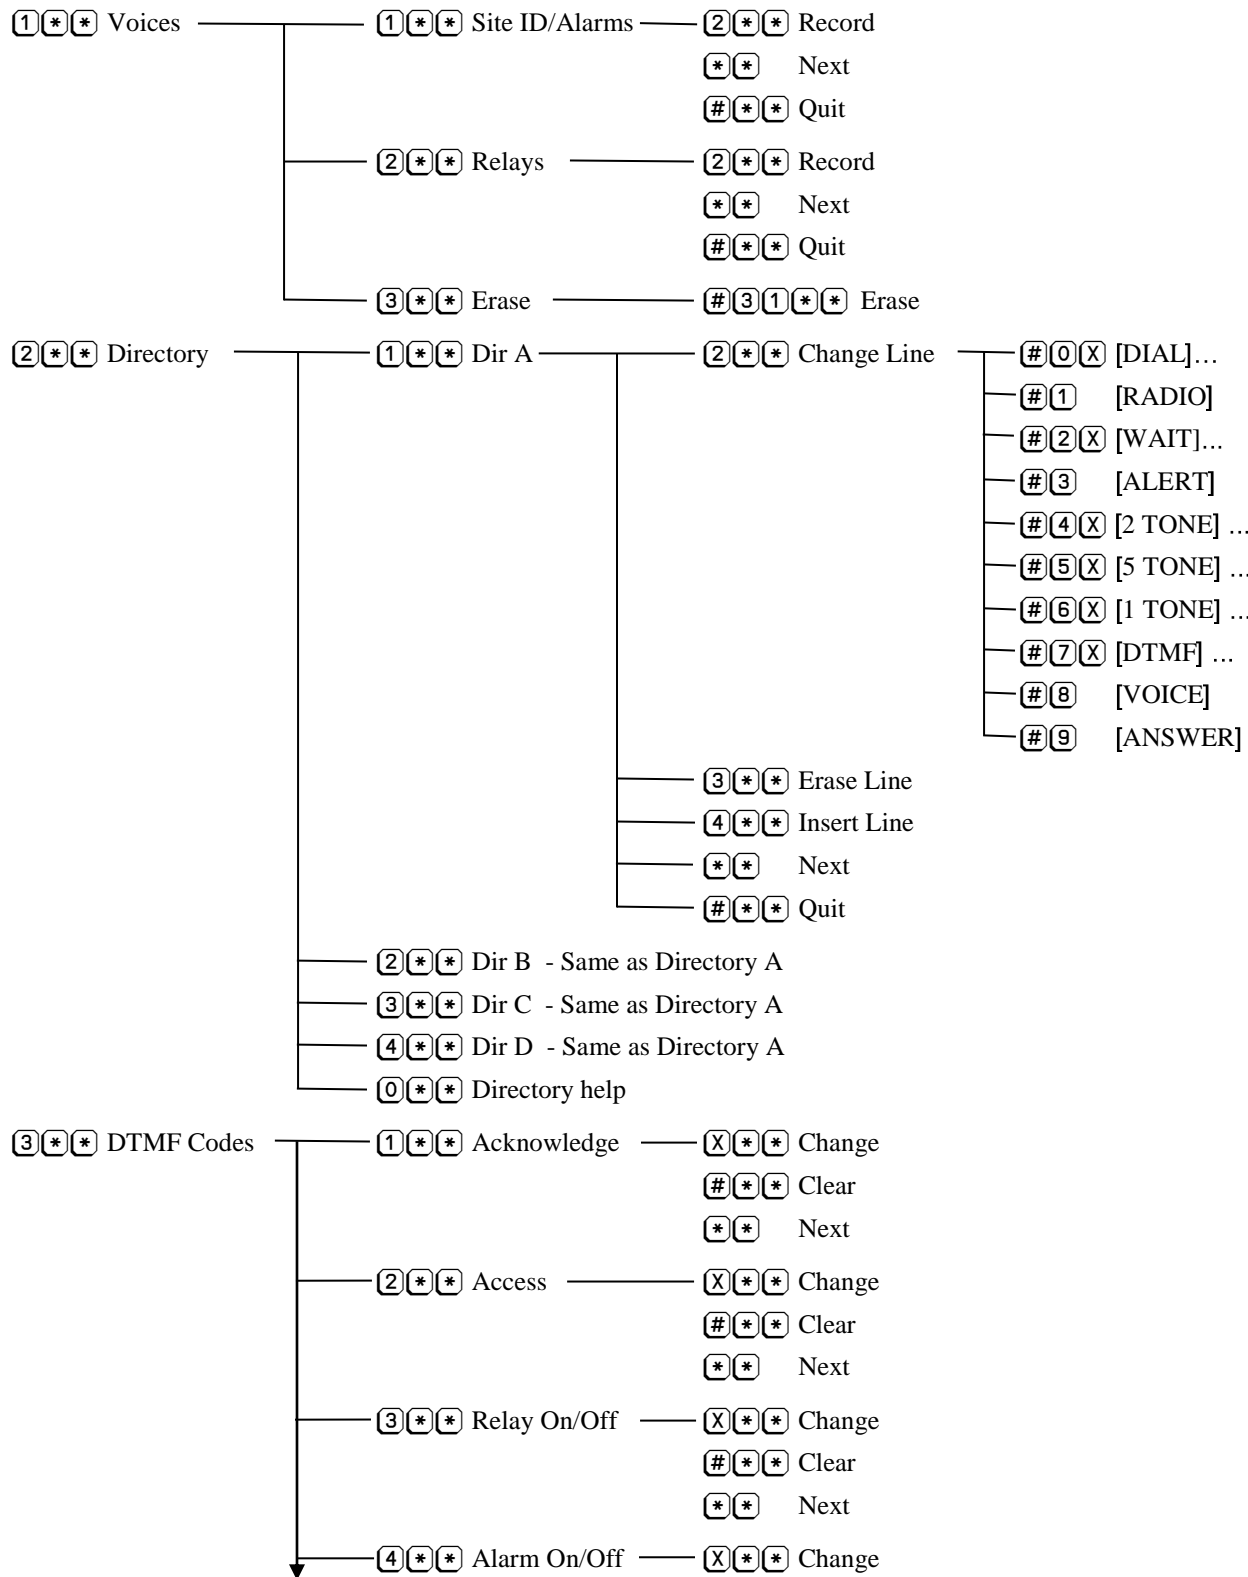 1** Voices 1** Site ID/Alarms 2** Record
** Next
#** Quit
2** Relays 2** Record
** Next
#** Quit
3** Erase #31** Erase
2** Directory 1** Dir A 2** Change Line #0X [DIAL]...
#1 [RADIO]
#2X [WAIT]...
#3 [ALERT]
#4X [2 TONE] ...
#5X [5 TONE] ...
#6X [1 TONE] ...
#7X [DTMF] ...
#8 [VOICE]
#9 [ANSWER]
3** Erase Line
4** Insert Line
** Next
#** Quit
2** Dir B - Same as Directory A
3** Dir C - Same as Directory A
4** Dir D - Same as Directory A
0** Directory help
3** DTMF Codes 1** Acknowledge X** Change
#** Clear
** Next
2** Access X** Change
#** Clear
** Next
3** Relay On/Off X** Change
#** Clear
** Next
4** Alarm On/Off X** Change